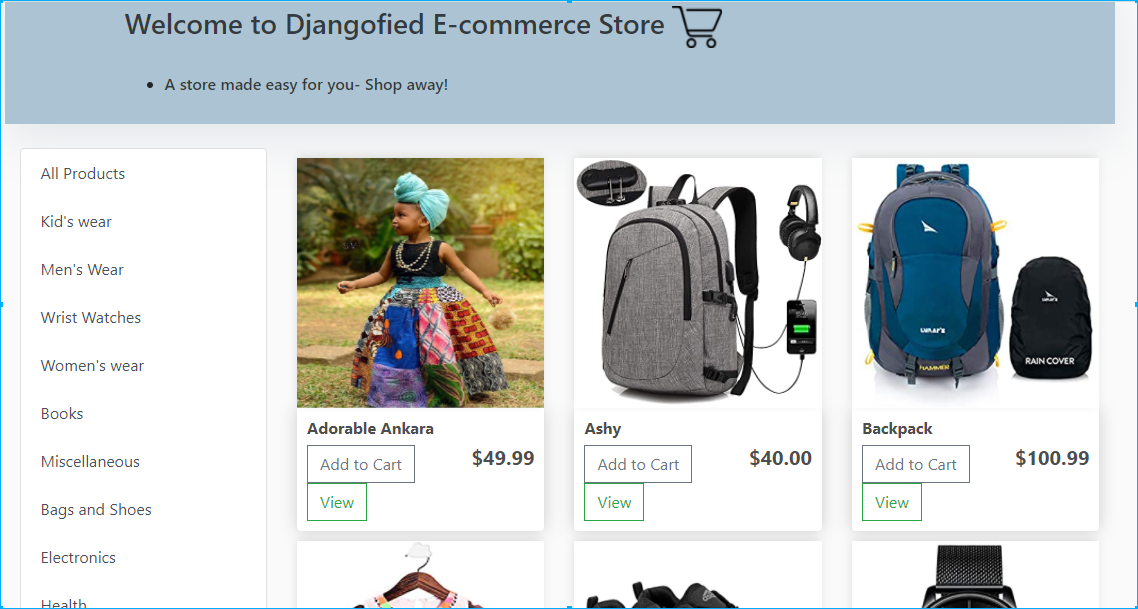 Welcome to Djangofied E-commerce Store
A store made easy for you- Shop away!
All Products
Kid's wear
Men's Wear
Wrist Watches
Women's wear
Books
Miscellaneous
Bags and Shoes
Electronics
Health
Adorable Ankara
Add to Cart
$49.99
View
Ashy
Add to Cart
$40.00
View
LUNAR'S
HAMMER
RAIN COVER
Backpack
Add to Cart
$100.99
View